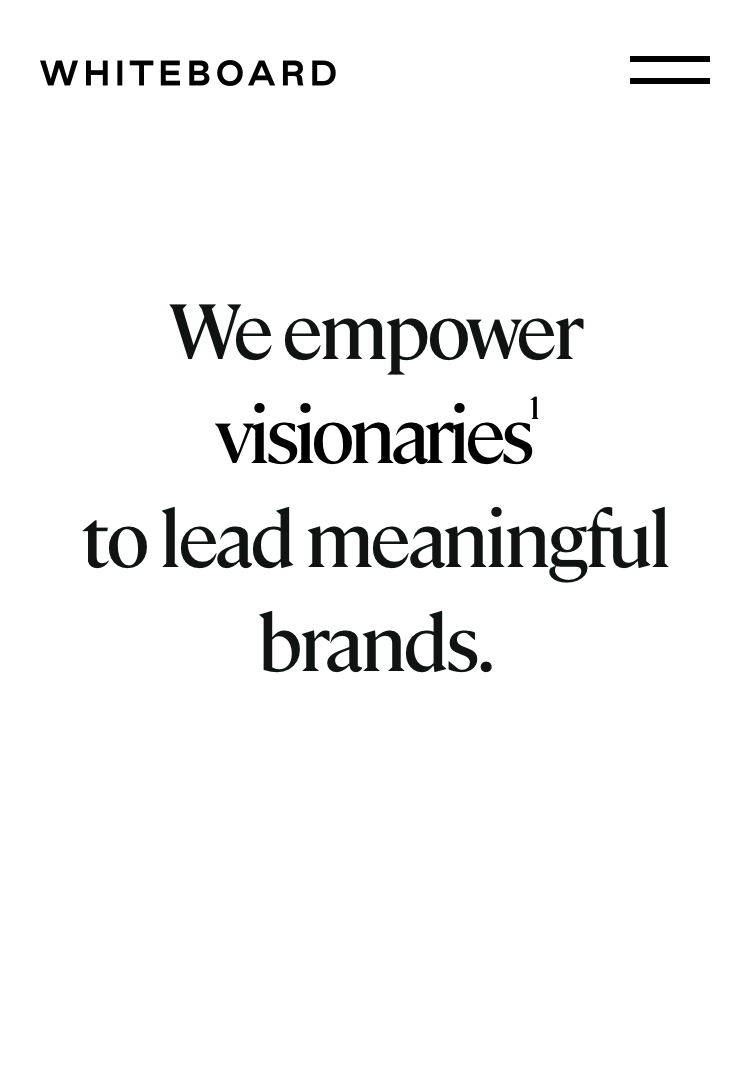 WHITEBOARD
We empower
visionaries¹
to lead meaningful
brands.